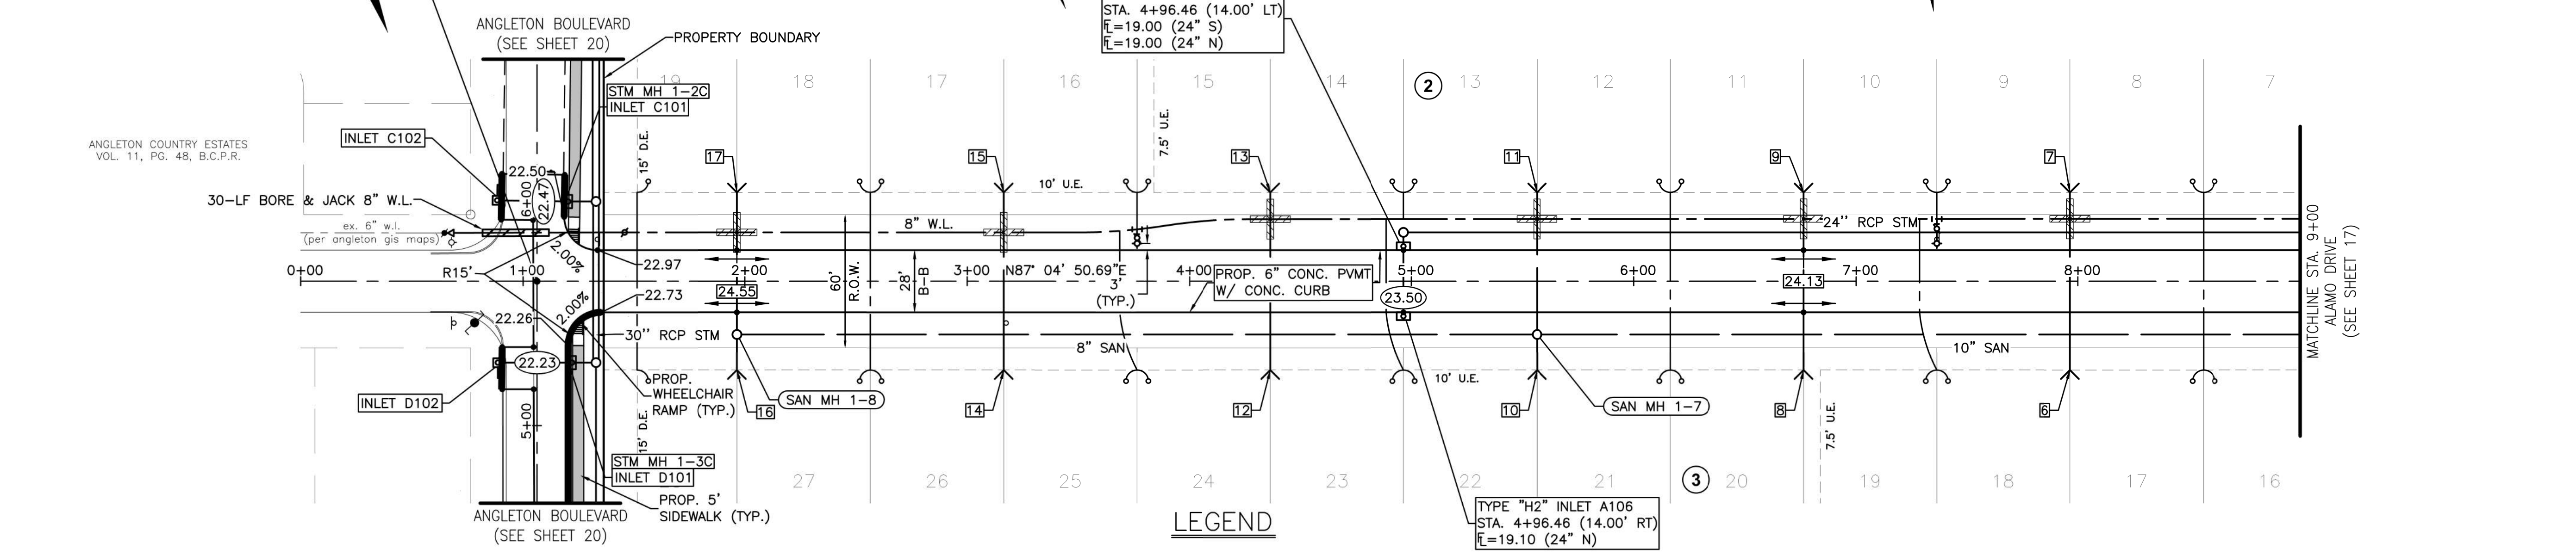 ANGLETON BOULEVARD
(SEE SHEET 20)
PROPERTY BOUNDARY
STA. 4+96.46 (14.00' LT)
℄=19.00 (24" S)
℄=19.00 (24" N)
19
18
17
16
15
14
2
13
12
11
10
9
8
7
STM MH 1-2C
INLET C101
INLET C102
ANGLETON COUNTRY ESTATES
VOL. 11, PG. 48, B.C.P.R.
15' D.E.
7.5' U.E.
17
15
13
11
9
7
22.50
6+00
22.47
10' U.E.
30-LF BORE & JACK 8" W.L.
ex. 6" w.l.
(per angleton gis maps)
8" W.L.
24" RCP STM
2.00%
22.97
R15'
0+00
1+00
2+00
3+00
N87° 04' 50.69"E
4+00
5+00
6+00
7+00
8+00
60'
R.O.W.
28'
B-B
3'
(TYP.)
PROP. 6" CONC. PVMT
W/ CONC. CURB
24.55
23.50
24.13
MATCHLINE STA. 9+00
ALAMO DRIVE
(SEE SHEET 17)
22.73
2.00%
22.26
30" RCP STM
8" SAN
10" SAN
22.23
PROP.
WHEELCHAIR
RAMP (TYP.)
10' U.E.
INLET D102
16
SAN MH 1-8
14
12
10
SAN MH 1-7
8
6
5+00
15' D.E.
7.5' U.E.
STM MH 1-3C
INLET D101
PROP. 5'
SIDEWALK (TYP.)
27
26
25
24
23
22
21
3
20
19
18
17
16
ANGLETON BOULEVARD
(SEE SHEET 20)
LEGEND
TYPE "H2" INLET A106
STA. 4+96.46 (14.00' RT)
℄=19.10 (24" N)